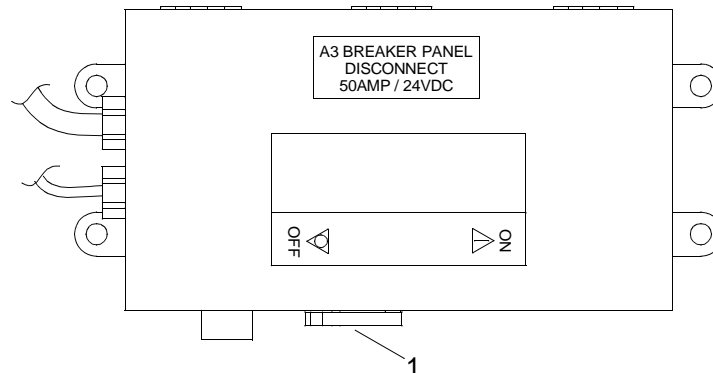 A3 BREAKER PANEL
DISCONNECT
50AMP / 24VDC
OFF
ON
1